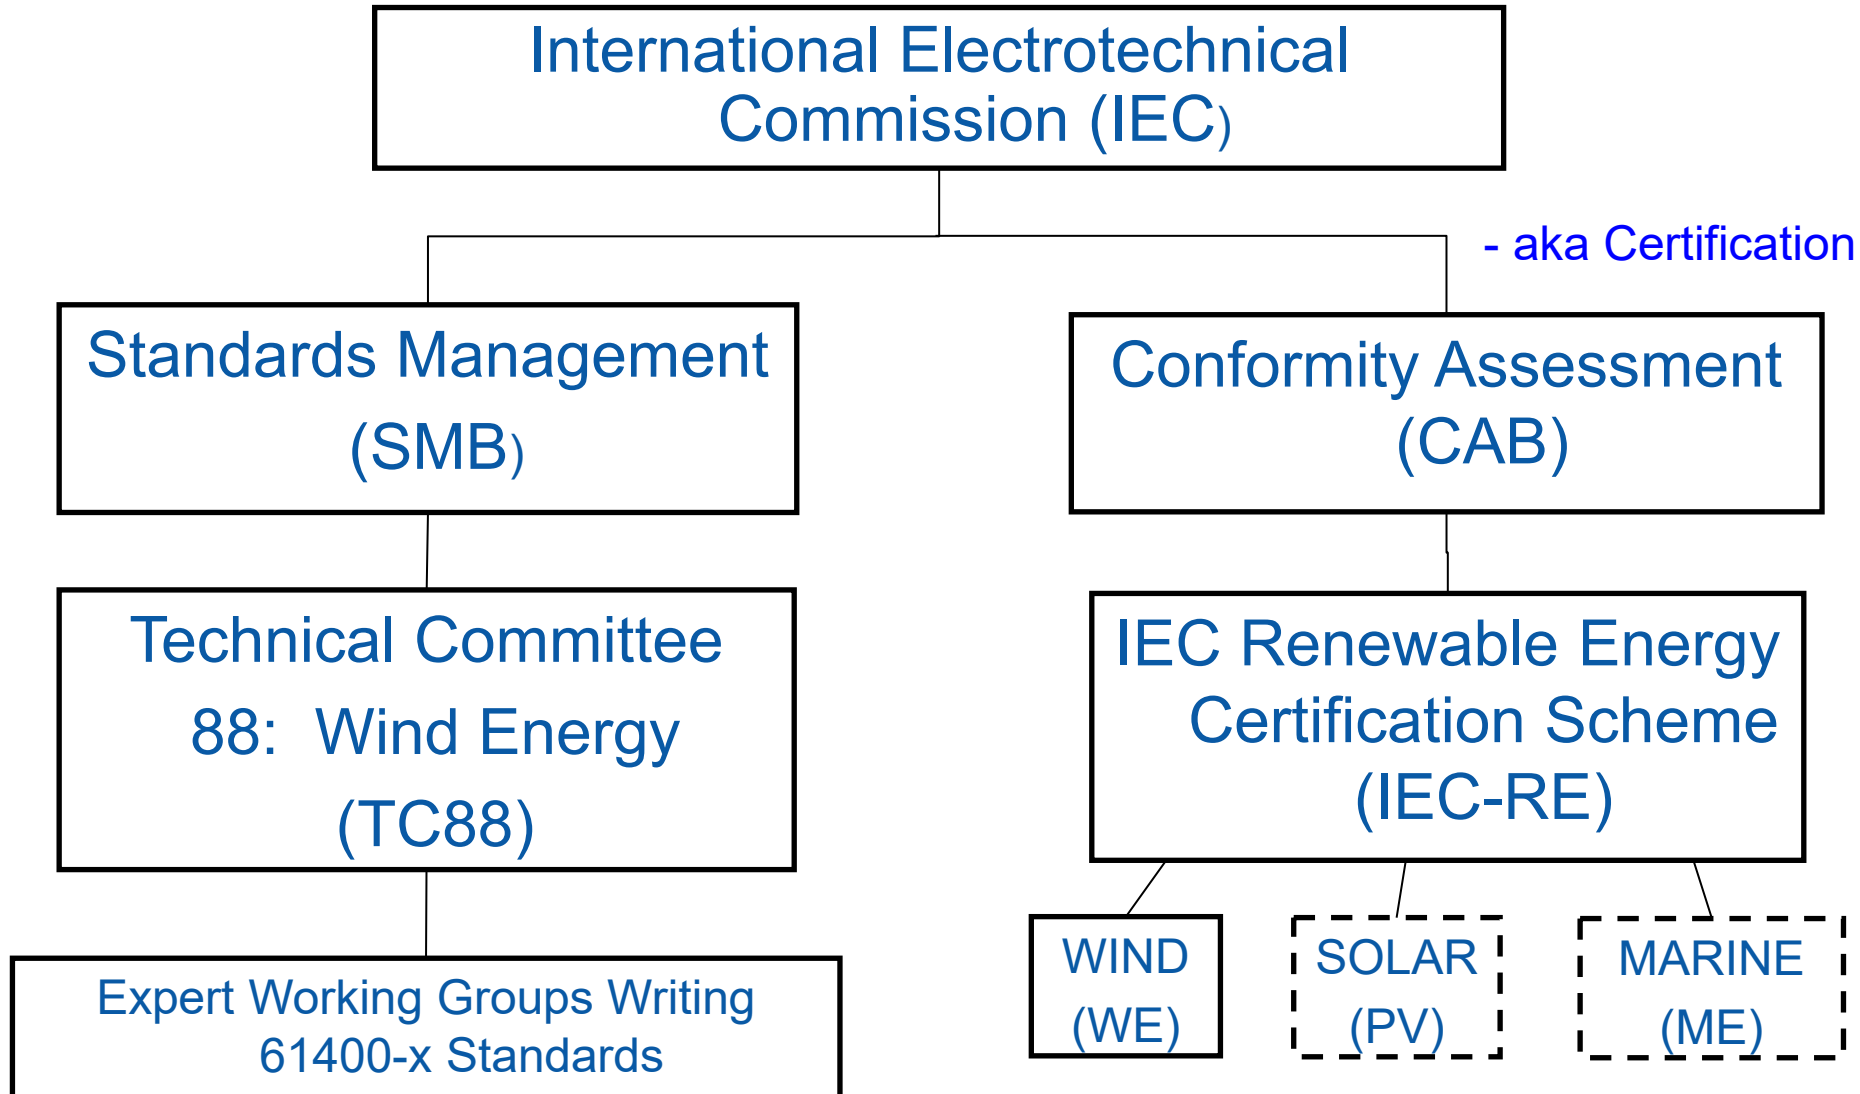 International Electrotechnical
Commission (IEC)
- aka Certification
Standards Management
(SMB)
Conformity Assessment
(CAB)
Technical Committee
88: Wind Energy
(TC88)
IEC Renewable Energy
Certification Scheme
(IEC-RE)
Expert Working Groups Writing
61400-x Standards
WIND
(WE)
SOLAR
(PV)
MARINE
(ME)